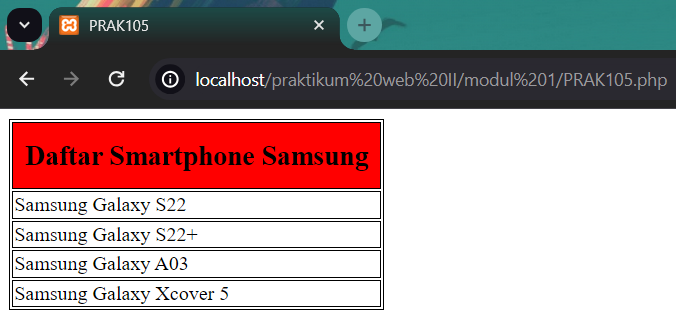 PRAK105
localhost/praktikum%20web%20II/modul%201/PRAK105.php
Daftar Smartphone Samsung
Samsung Galaxy S22
Samsung Galaxy S22+
Samsung Galaxy A03
Samsung Galaxy Xcover 5